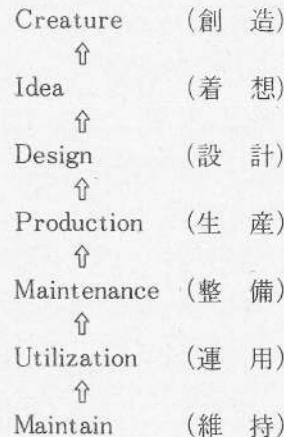 Creature (創 造)
⇧
Idea (着 想)
⇧
Design (設 計)
⇧
Production (生 産)
⇧
Maintenance (整 備)
⇧
Utilization (運 用)
⇧
Maintain (維 持)